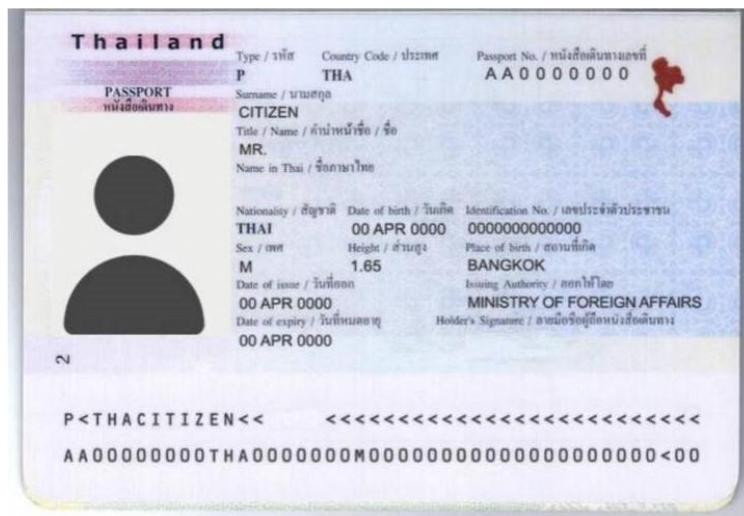 Thailand
PASSPORT
หนังสือเดินทาง
Type / รหัส Country Code / ประเทศ Passport No. / หนังสือเดินทางเลขที่
P THA AA0000000
Surname / นามสกุล
CITIZEN
Title / Name / คำนำหน้าชื่อ / ชื่อ
MR.
Name in Thai / ชื่อภาษาไทย
Nationality / สัญชาติ Date of birth / วันเกิด Identification No. / เลขประจำตัวประชาชน
THAI 00 APR 0000 0000000000000
Sex / เพศ Height / ส่วนสูง Place of birth / สถานที่เกิด
M 1.65 BANGKOK
Date of issue / วันที่ออก Issuing Authority / ออกให้โดย
00 APR 0000 MINISTRY OF FOREIGN AFFAIRS
Date of expiry / วันที่หมดอายุ Holder's Signature / ลายมือชื่อผู้ถือหนังสือเดินทาง
00 APR 0000
2
P<THACITIZEN<< <<<<<<<<<<<<<<<<<<<<<<<<<<
AA00000000THA0000000M00000000000000000000<00